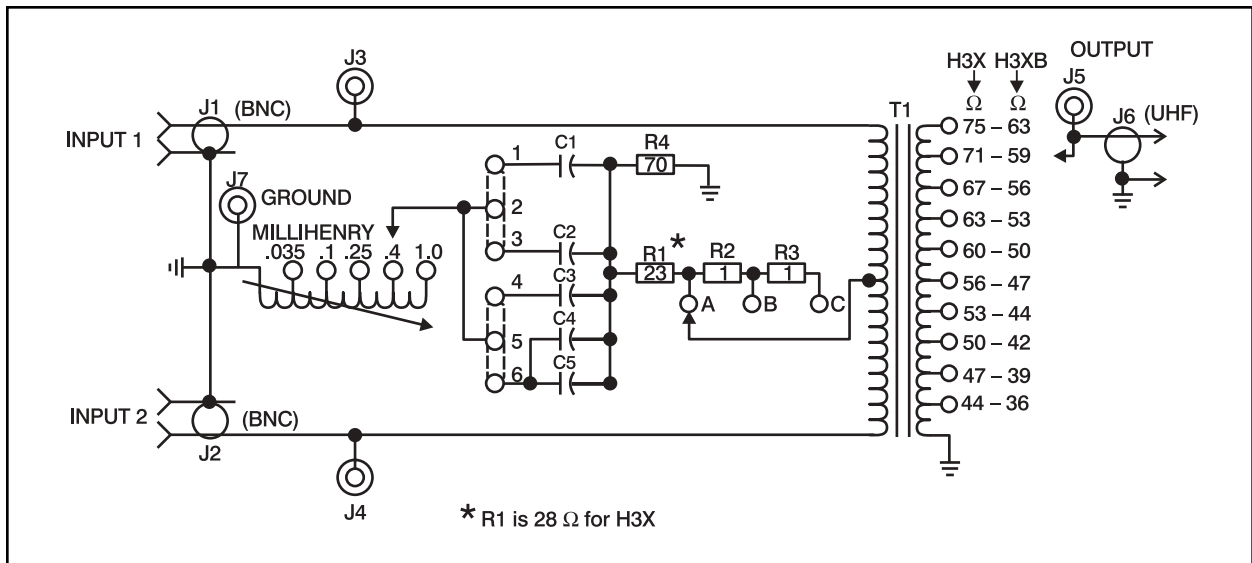 J3
J1 (BNC)
INPUT 1
J7
GROUND
MILLIHENRY
.035 .1 .25 .4 1.0
1
2
3
4
5
6
C1
C2
C3
C4
C5
R4
70
R1 *
23
R2
1
R3
1
A
B
C
T1
H3X H3XB
Ω Ω
75 – 63
71 – 59
67 – 56
63 – 53
60 – 50
56 – 47
53 – 44
50 – 42
47 – 39
44 – 36
OUTPUT
J5
J6 (UHF)
INPUT 2
(BNC)
J2
J4
* R1 is 28 Ω for H3X